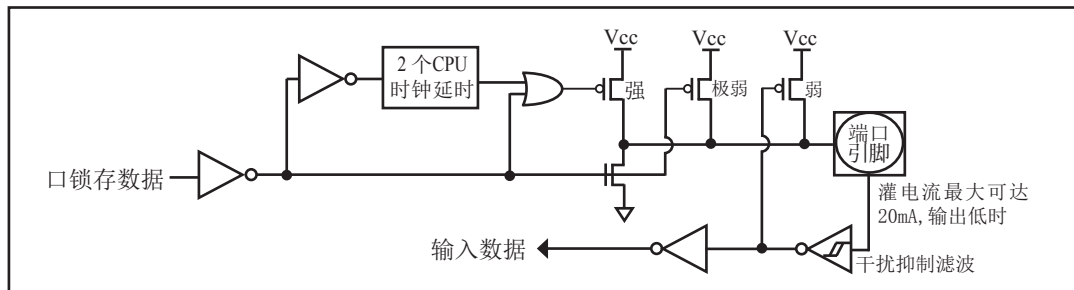 Vcc
Vcc
Vcc
2 个CPU
时钟延时
强
极弱
弱
端口
引脚
口锁存数据
灌电流最大可达
20mA,输出低时
输入数据
干扰抑制滤波